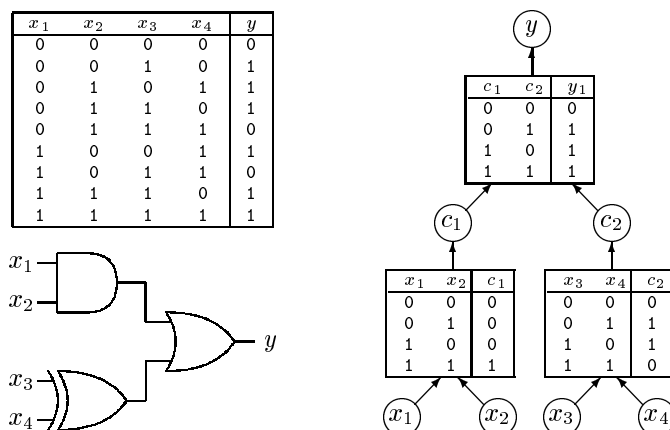 x1 x2 x3 x4 y
0 0 0 0 0
0 0 1 0 1
0 1 0 1 1
0 1 1 0 1
0 1 1 1 0
1 0 0 1 1
1 0 1 1 0
1 1 1 0 1
1 1 1 1 1
x1
x2
x3
x4
y
y
c1 c2 y1
0 0 0
0 1 1
1 0 1
1 1 1
c1 c2
x1 x2 c1
0 0 0
0 1 0
1 0 0
1 1 1
x3 x4 c2
0 0 0
0 1 1
1 0 1
1 1 0
x1 x2 x3 x4